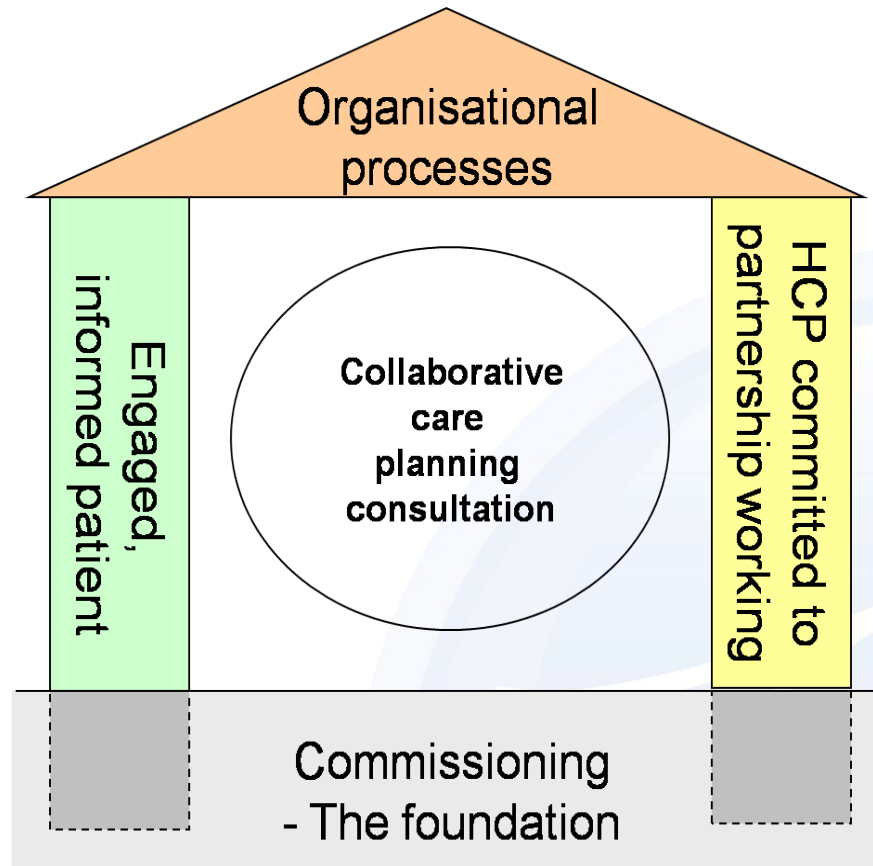 Organisational
processes
Engaged,
informed patient
Collaborative
care
planning
consultation
HCP committed to
partnership working
Commissioning
- The foundation